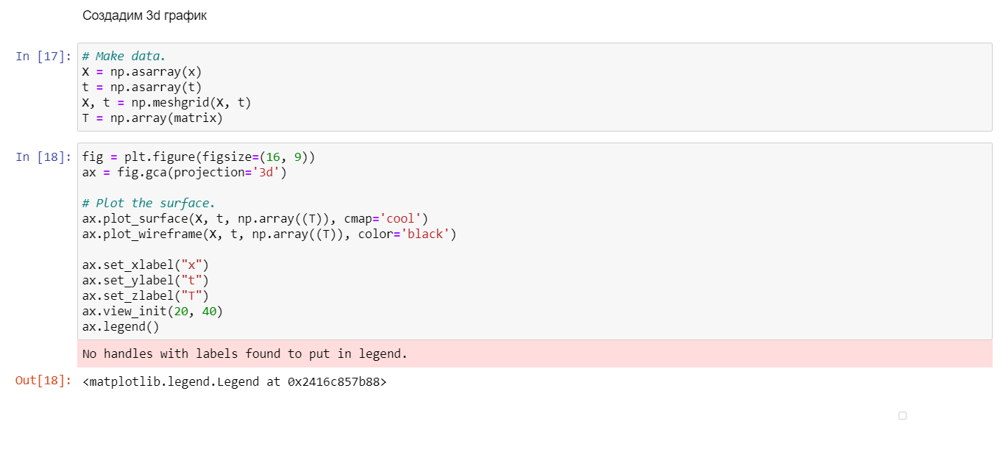 Создадим 3d график
In [17]:
# Make data.
X = np.asarray(x)
t = np.asarray(t)
X, t = np.meshgrid(X, t)
T = np.array(matrix)
In [18]:
fig = plt.figure(figsize=(16, 9))
ax = fig.gca(projection='3d')
# Plot the surface.
ax.plot_surface(X, t, np.array((T)), cmap='cool')
ax.plot_wireframe(X, t, np.array((T)), color='black')
ax.set_xlabel("x")
ax.set_ylabel("t")
ax.set_zlabel("T")
ax.view_init(20, 40)
ax.legend()
No handles with labels found to put in legend.
Out[18]:
<matplotlib.legend.Legend at 0x2416c857b88>